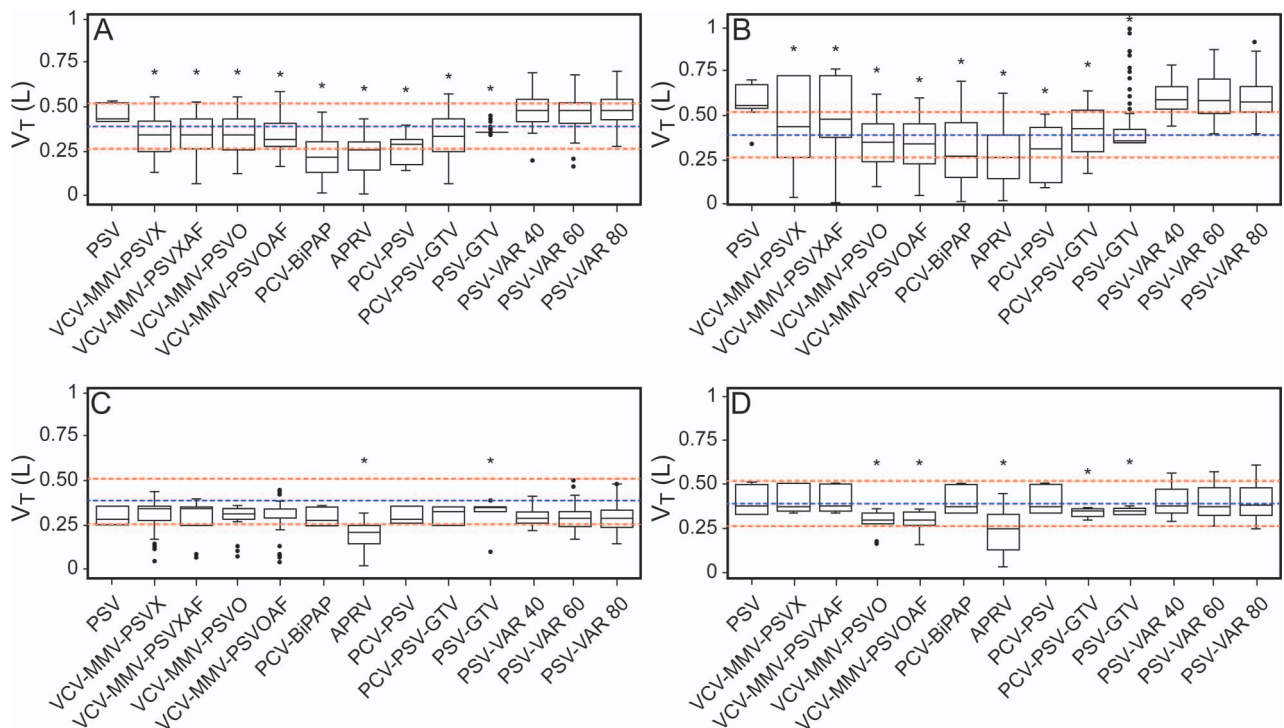 A
V_T (L)
1
0.75
0.50
0.25
0
* * * * * * * * *
PSV
VCV-MMV-PSVX
VCV-MMV-PSVXAF
VCV-MMV-PSVO
VCV-MMV-PSVOAF
PCV-BiPAP
APRV
PCV-PSV
PCV-PSV-GTV
PSV-GTV
PSV-VAR 40
PSV-VAR 60
PSV-VAR 80
B
V_T (L)
1
0.75
0.50
0.25
0
* * * * * * * * *
PSV
VCV-MMV-PSVX
VCV-MMV-PSVXAF
VCV-MMV-PSVO
VCV-MMV-PSVOAF
PCV-BiPAP
APRV
PCV-PSV
PCV-PSV-GTV
PSV-GTV
PSV-VAR 40
PSV-VAR 60
PSV-VAR 80
C
V_T (L)
1
0.75
0.50
0.25
0
* *
PSV
VCV-MMV-PSVX
VCV-MMV-PSVXAF
VCV-MMV-PSVO
VCV-MMV-PSVOAF
PCV-BiPAP
APRV
PCV-PSV
PCV-PSV-GTV
PSV-GTV
PSV-VAR 40
PSV-VAR 60
PSV-VAR 80
D
V_T (L)
1
0.75
0.50
0.25
0
* * * * *
PSV
VCV-MMV-PSVX
VCV-MMV-PSVXAF
VCV-MMV-PSVO
VCV-MMV-PSVOAF
PCV-BiPAP
APRV
PCV-PSV
PCV-PSV-GTV
PSV-GTV
PSV-VAR 40
PSV-VAR 60
PSV-VAR 80